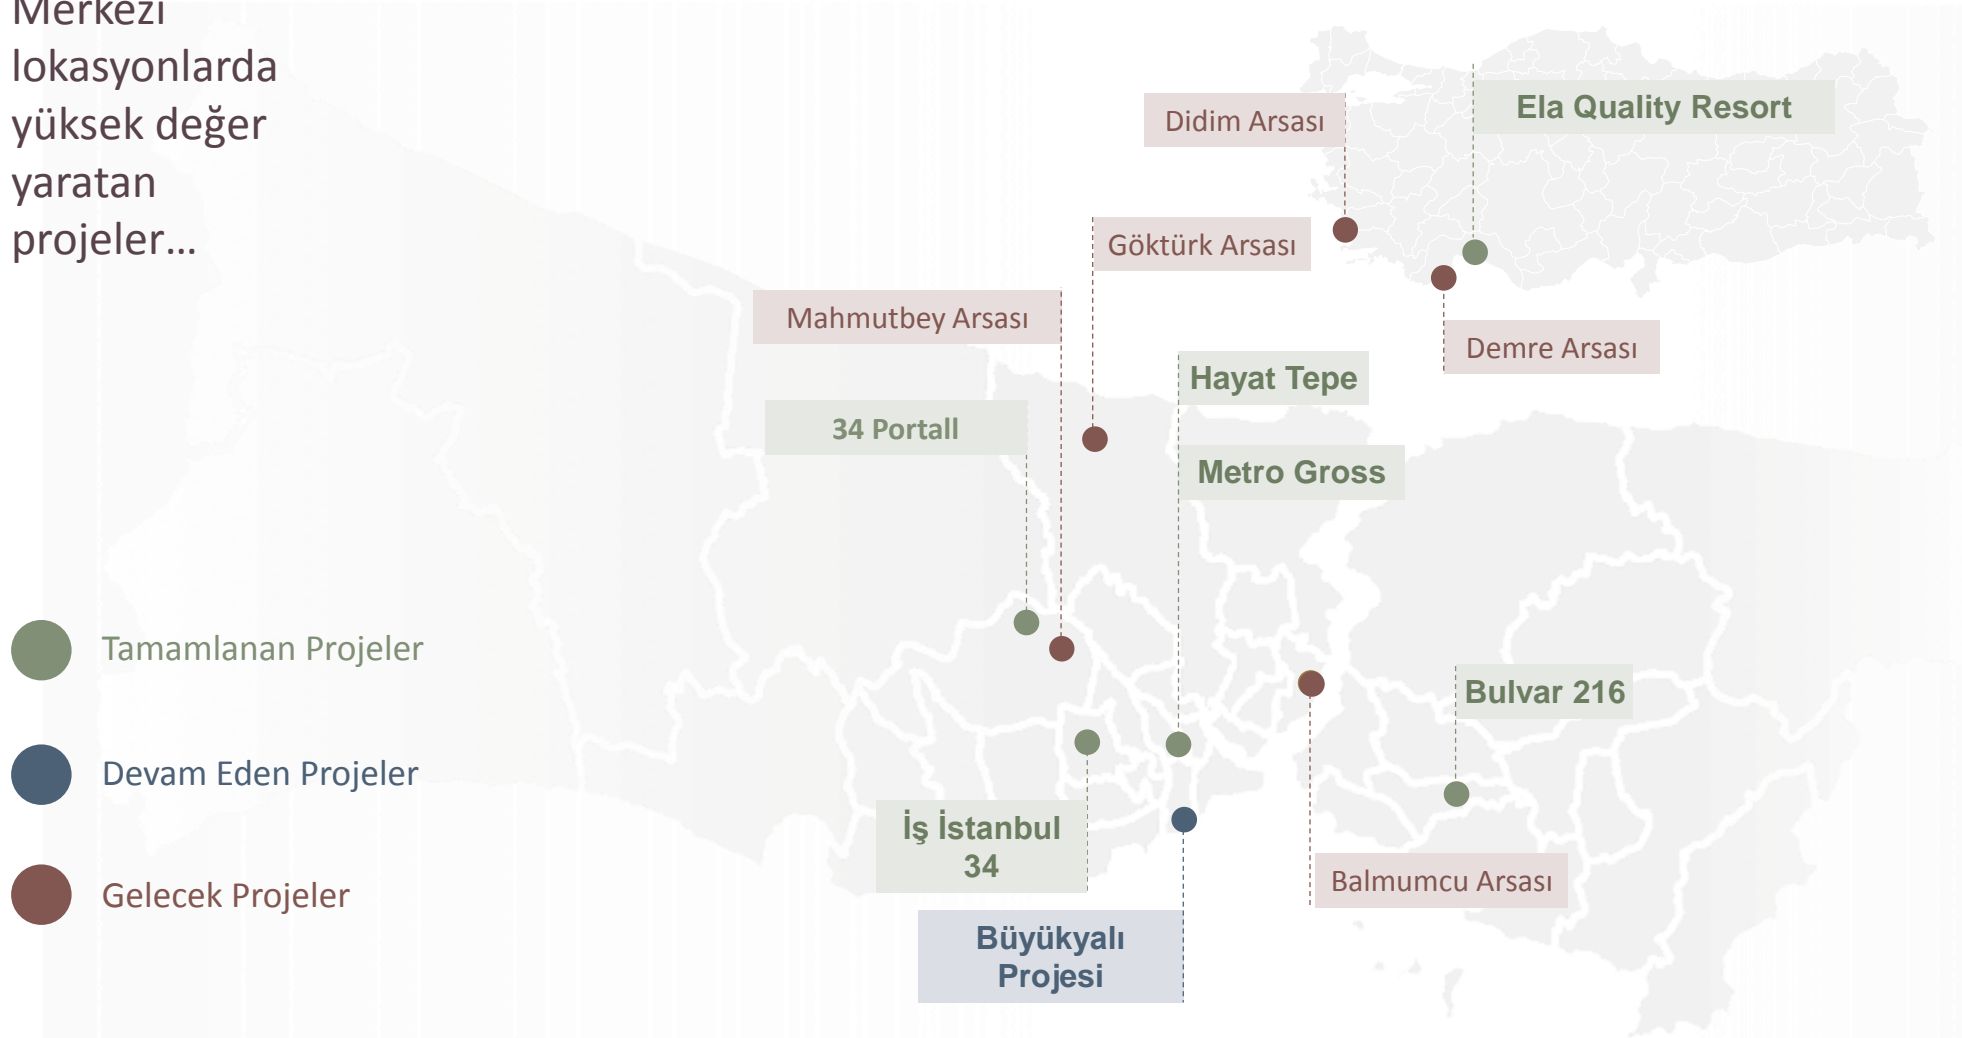 Merkezi
lokasyonlarda
yüksek değer
yaratan
projeler...
Ela Quality Resort
Didim Arsası
Göktürk Arsası
Mahmutbey Arsası
Demre Arsası
Hayat Tepe
34 Portall
Metro Gross
Tamamlanan Projeler
Bulvar 216
Devam Eden Projeler
İş İstanbul
34
Balmumcu Arsası
Gelecek Projeler
Büyükyalı
Projesi